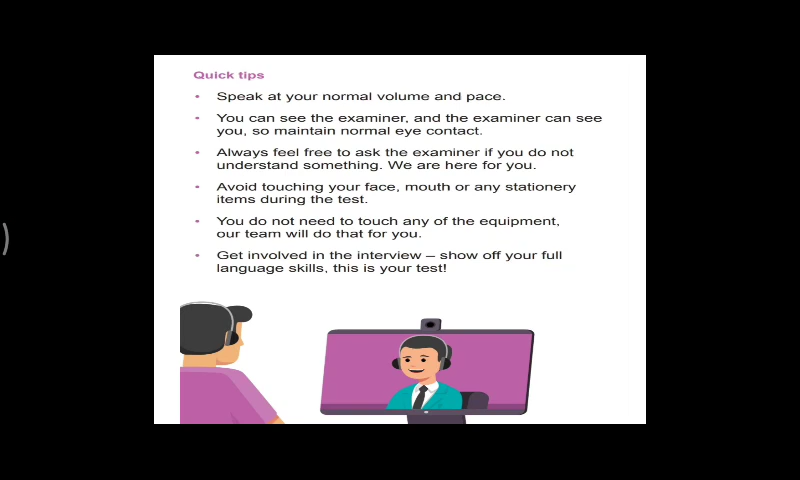 Quick tips
• Speak at your normal volume and pace.
• You can see the examiner, and the examiner can see
you, so maintain normal eye contact.
• Always feel free to ask the examiner if you do not
understand something. We are here for you.
• Avoid touching your face, mouth or any stationery
items during the test.
• You do not need to touch any of the equipment,
our team will do that for you.
• Get involved in the interview – show off your full
language skills, this is your test!